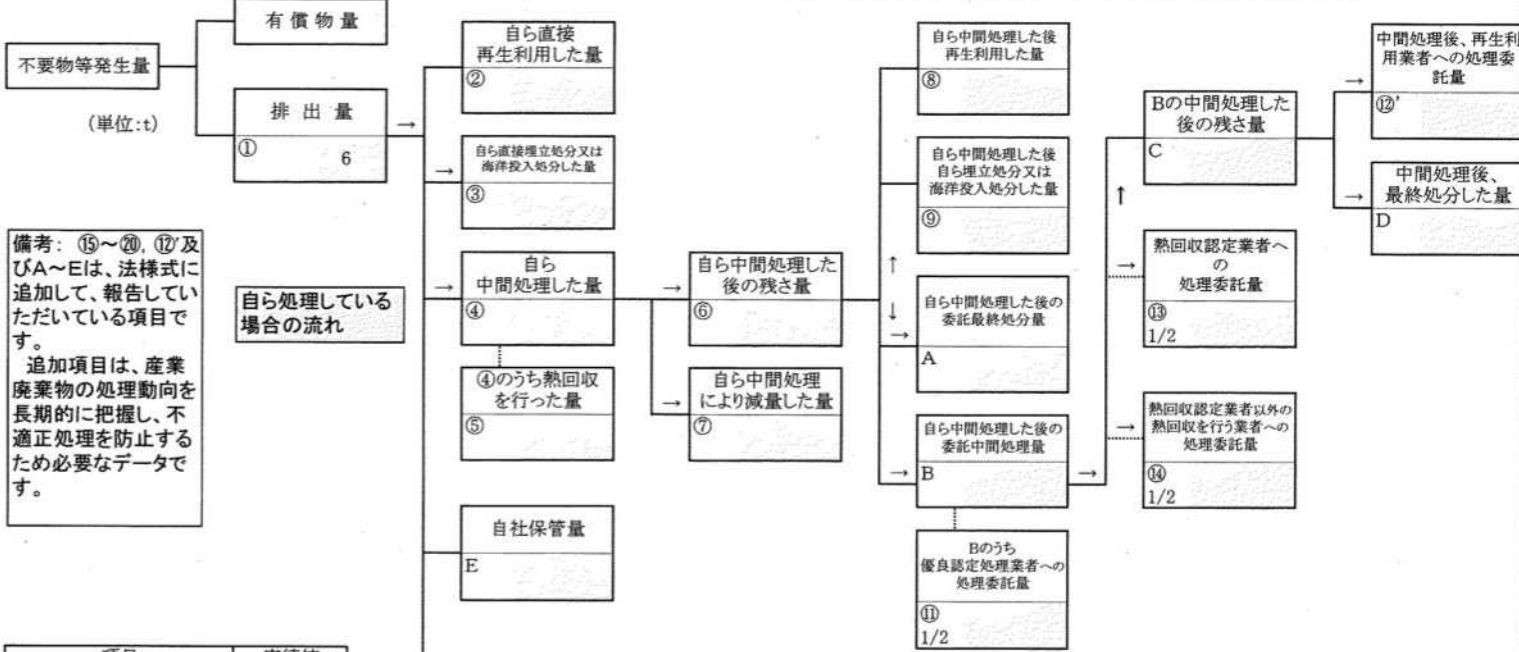 有償物量
不要物等発生量
(単位:t)
排出量
①
6
→
備考: ⑮~⑳, ⑫'及
びA~Eは、法様式に
追加して、報告してい
ただいている項目で
す。
追加項目は、産業
廃棄物の処理動向を
長期的に把握し、不
適正処理を防止する
ため必要なデータで
す。
自ら処理している
場合の流れ
自ら直接
再生利用した量
②
→
自ら直接埋立処分又は
海洋投入処分した量
③
→
自ら
中間処理した量
④
④のうち熱回収
を行った量
⑤
自社保管量
E
→
自ら中間処理した
後の残さ量
⑥
→
自ら中間処理
により減量した量
⑦
自ら中間処理した後
再生利用した量
⑧
自ら中間処理した後
自ら埋立処分又は
海洋投入処分した量
⑨
↑
↓
→
自ら中間処理した後の
委託最終処分量
A
→
自ら中間処理した後の
委託中間処理量
B
→
Bのうち
優良認定処理業者への
処理委託量
⑪
1/2
Bの中間処理した
後の残さ量
C
↑
→
熱回収認定業者へ
の
処理委託量
⑬
1/2
→
熱回収認定業者以外の
熱回収を行う業者への
処理委託量
⑭
1/2
→
中間処理後、再生利
用業者への処理委
託量
⑫'
→
中間処理後、
最終処分した量
D